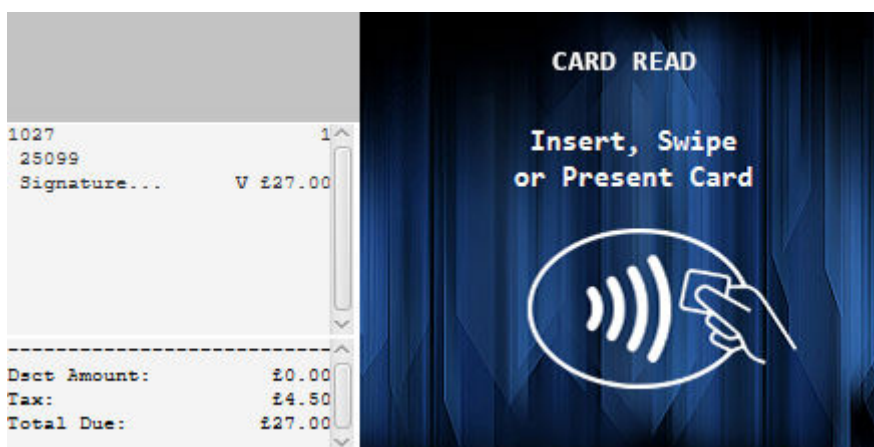 1027 1
25099
Signature... V £27.00
------------------------------
Dsct Amount: £0.00
Tax: £4.50
Total Due: £27.00
CARD READ
Insert, Swipe
or Present Card